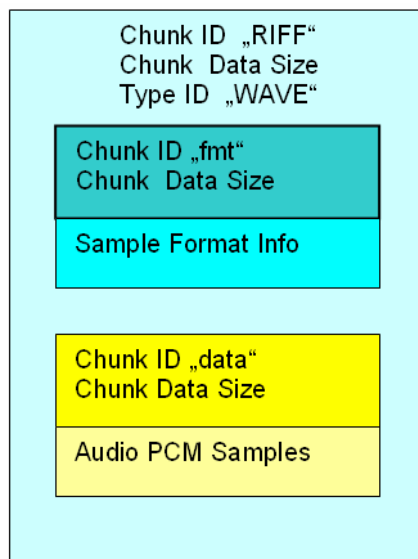 Chunk ID „RIFF“
Chunk Data Size
Type ID „WAVE“
Chunk ID „fmt“
Chunk Data Size
Sample Format Info
Chunk ID „data“
Chunk Data Size
Audio PCM Samples